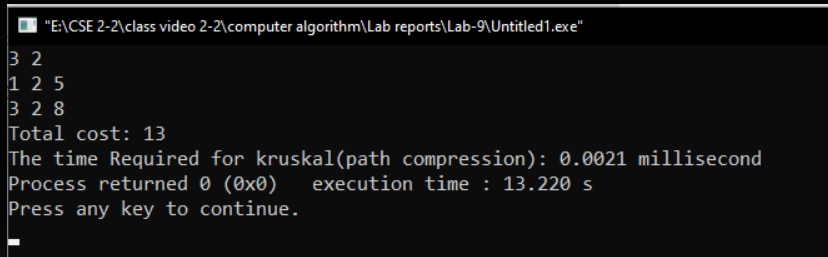 "E:\CSE 2-2\class video 2-2\computer algorithm\Lab reports\Lab-9\Untitled1.exe"
3 2
1 2 5
3 2 8
Total cost: 13
The time Required for kruskal(path compression): 0.0021 millisecond
Process returned 0 (0x0)   execution time : 13.220 s
Press any key to continue.